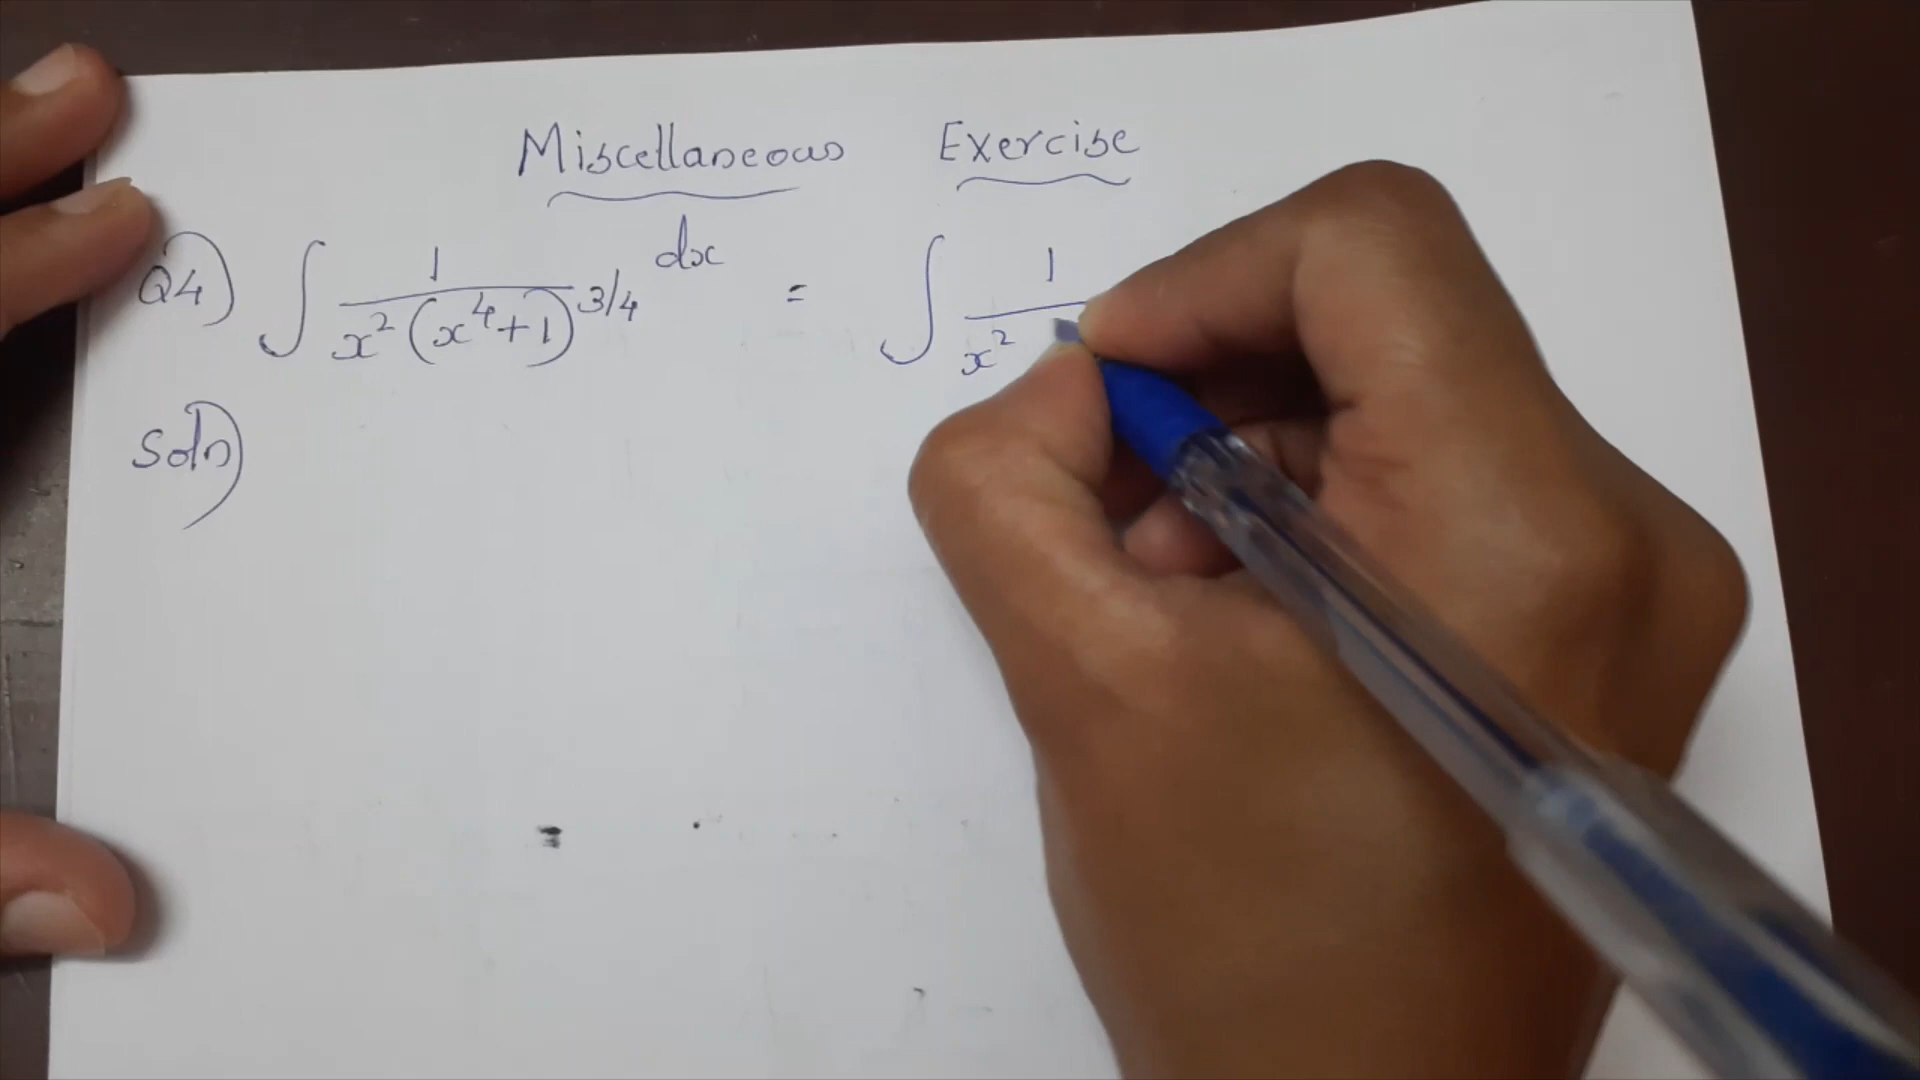 Miscellaneous Exercise
Q4) ∫ 1/(x²(x⁴+1)^3/4) dx = ∫ 1/x²
Soln)